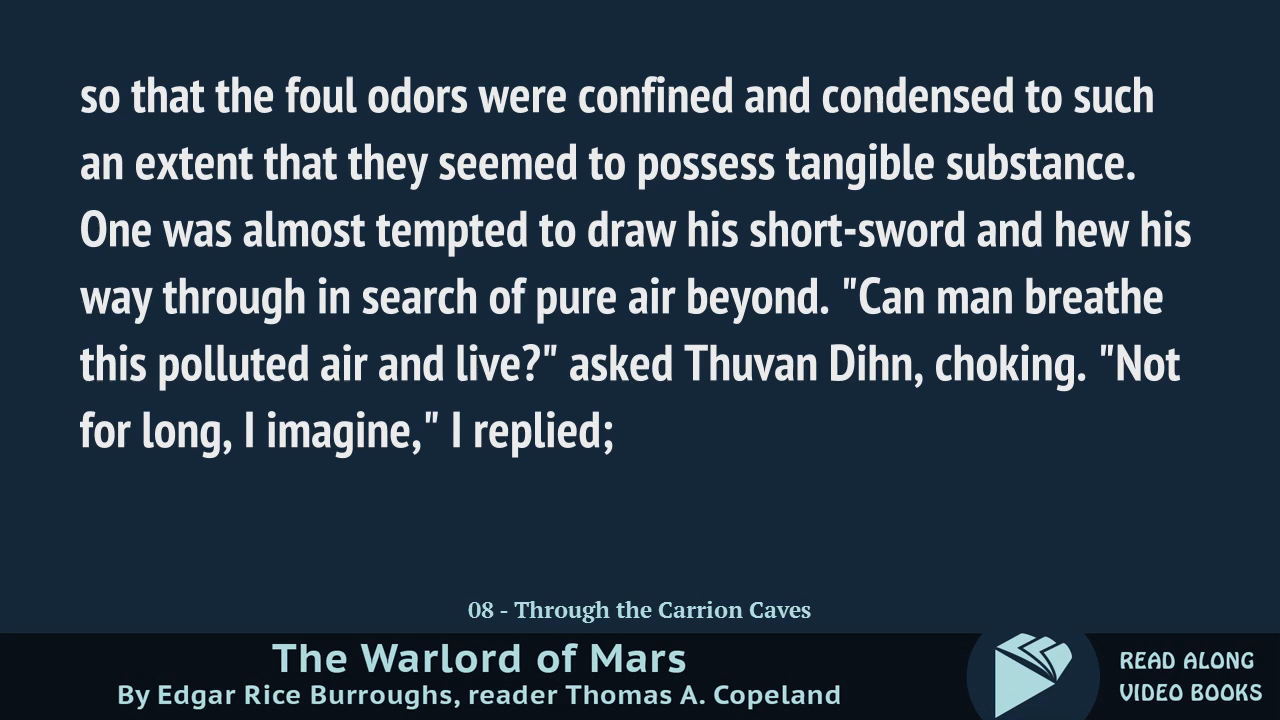 so that the foul odors were confined and condensed to such
an extent that they seemed to possess tangible substance.
One was almost tempted to draw his short-sword and hew his
way through in search of pure air beyond. "Can man breathe
this polluted air and live?" asked Thuvan Dihn, choking. "Not
for long, I imagine," I replied;
08 - Through the Carrion Caves
The Warlord of Mars
By Edgar Rice Burroughs, reader Thomas A. Copeland
READ ALONG
VIDEO BOOKS